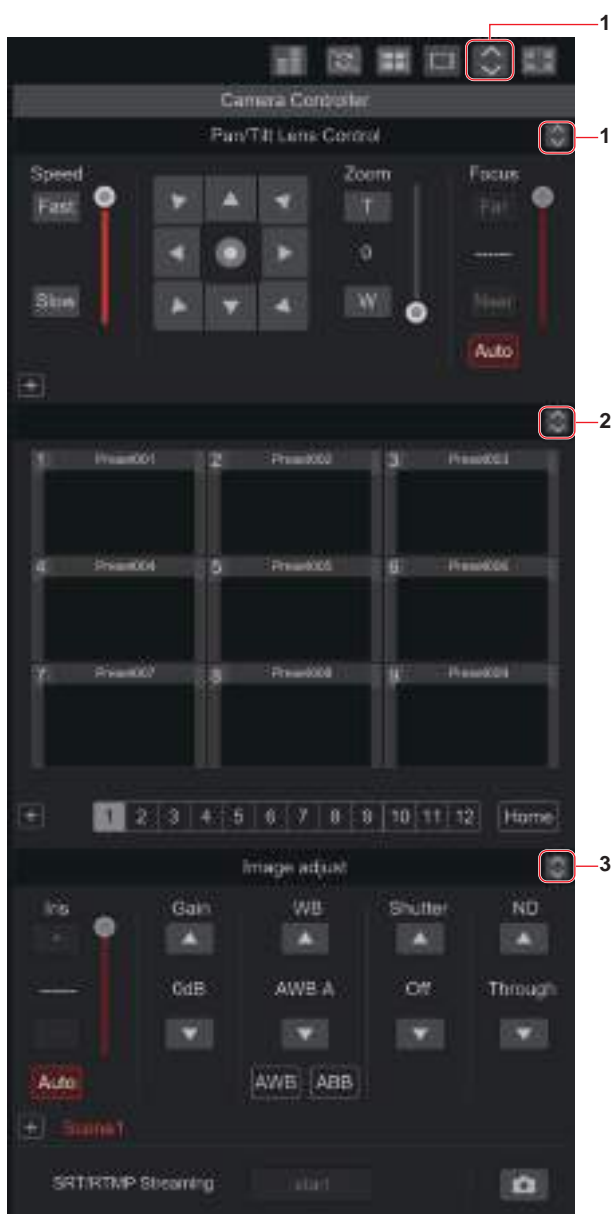 1
Camera Controller
Pan/Tilt Lens Control
1
Speed
Zoom
Focus
Fast
T
Far
0
-----
Slow
W
Near
Auto
+
2
1 Preset001
2 Preset002
3 Preset003
4 Preset004
5 Preset005
6 Preset006
7 Preset007
8 Preset008
9 Preset009
+
1 2 3 4 5 6 7 8 9 10 11 12 Home
Image adjust
3
Iris Gain WB Shutter ND
----- 0dB AWB A Off Through
Auto AWB ABB
+ Scene1
SRT/RTMP Streaming start